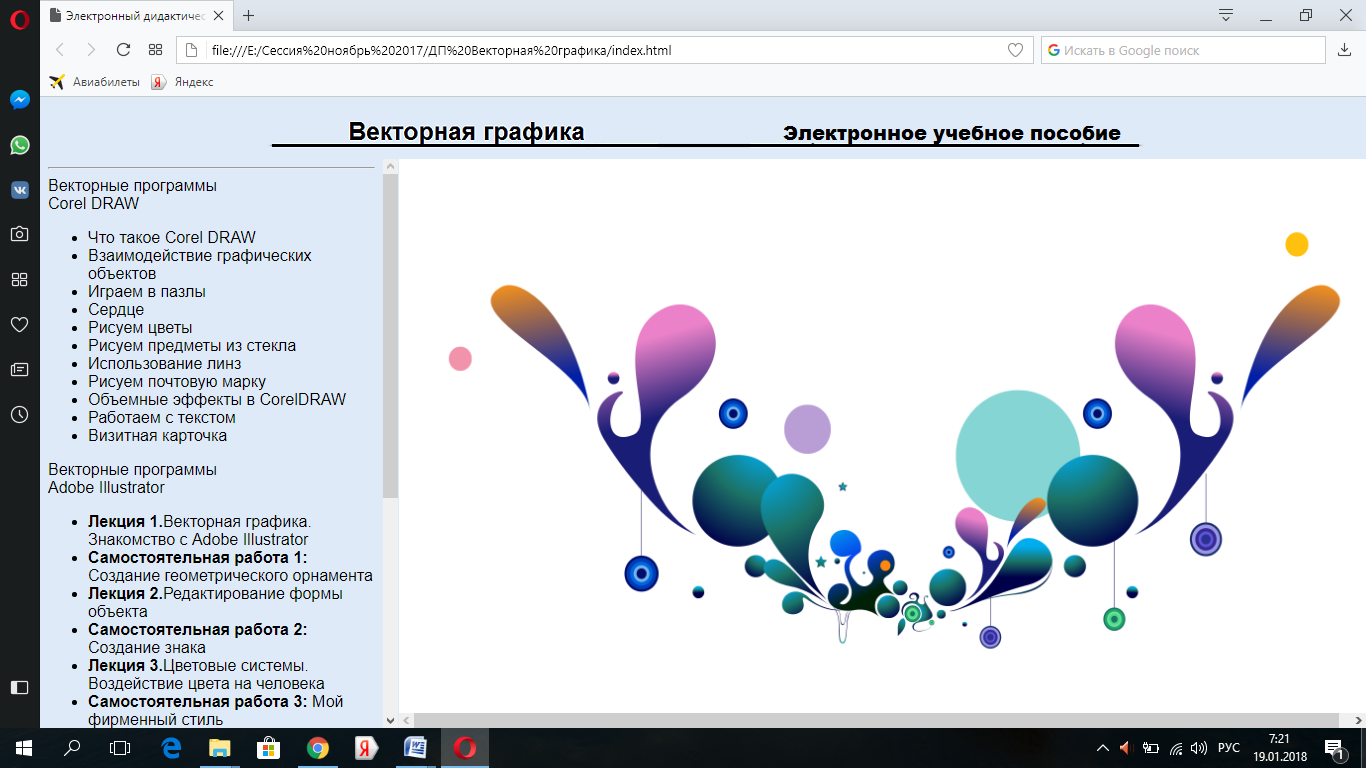 Электронный дидактичес
file:///E:/Сессия%20ноябрь%202017/ДП%20Векторная%20графика/index.html
Искать в Google поиск
Авиабилеты
Яндекс
Векторная графика
Электронное учебное пособие
Векторные программы
Corel DRAW
Что такое Corel DRAW
Взаимодействие графических
объектов
Играем в пазлы
Сердце
Рисуем цветы
Рисуем предметы из стекла
Использование линз
Рисуем почтовую марку
Объемные эффекты в CorelDRAW
Работаем с текстом
Визитная карточка
Векторные программы
Adobe Illustrator
Лекция 1.Векторная графика.
Знакомство с Adobe Illustrator
Самостоятельная работа 1:
Создание геометрического орнамента
Лекция 2.Редактирование формы
объекта
Самостоятельная работа 2:
Создание знака
Лекция 3.Цветовые системы.
Воздействие цвета на человека
Самостоятельная работа 3: Мой
фирменный стиль
РУС
7:21
19.01.2018
1